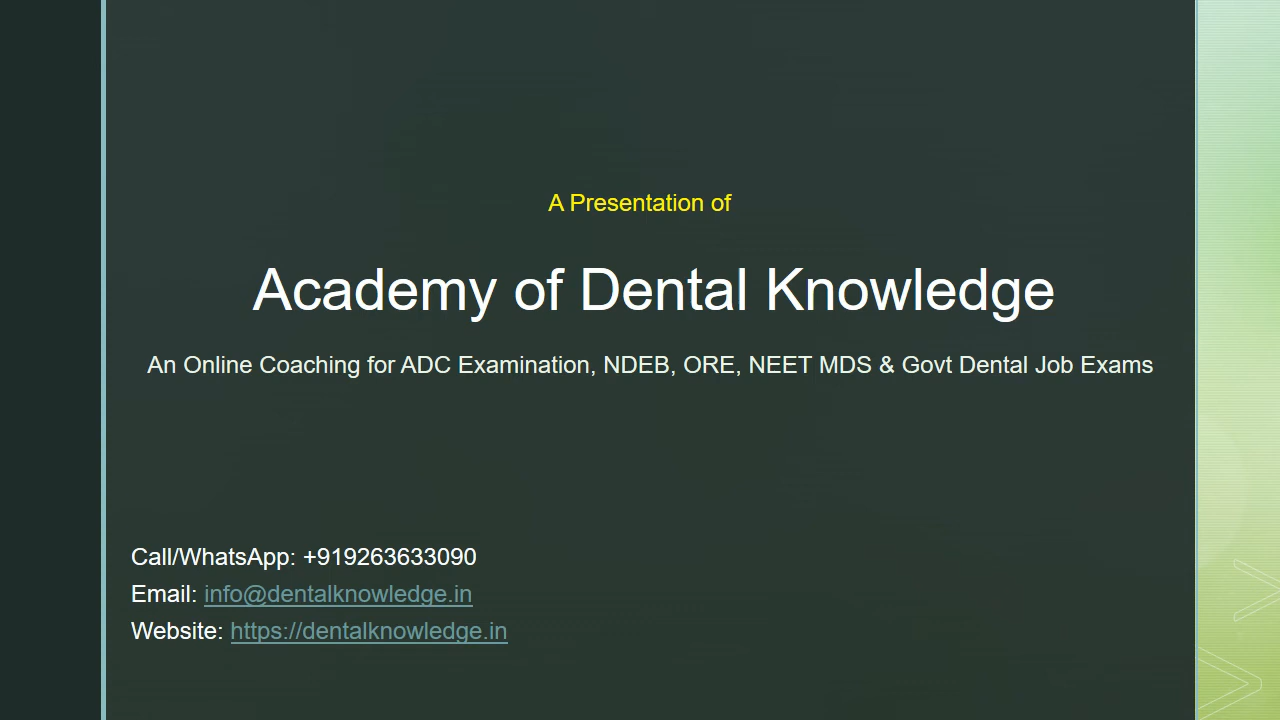 A Presentation of
Academy of Dental Knowledge
An Online Coaching for ADC Examination, NDEB, ORE, NEET MDS & Govt Dental Job Exams
Call/WhatsApp: +919263633090
Email: info@dentalknowledge.in
Website: https://dentalknowledge.in